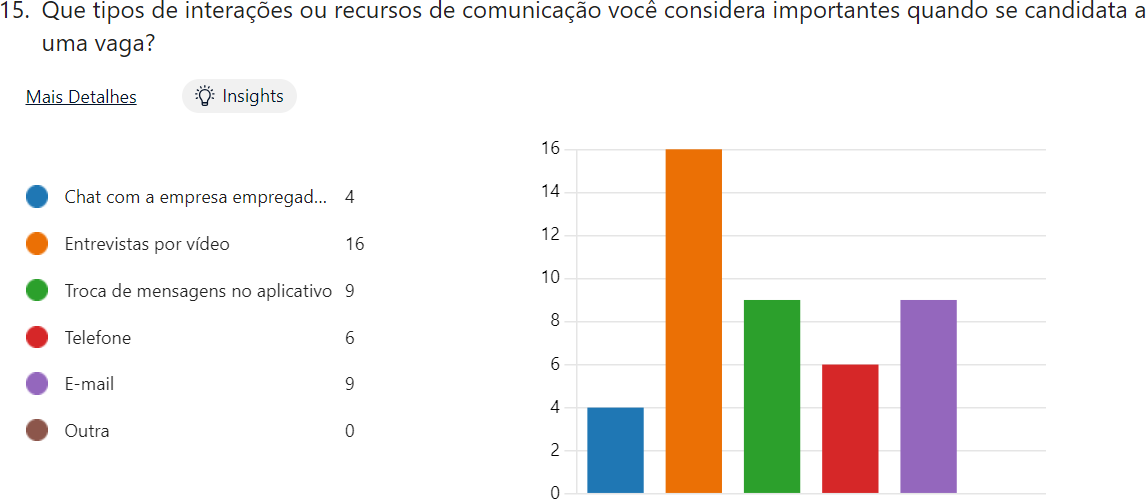 15. Que tipos de interações ou recursos de comunicação você considera importantes quando se candidata a
uma vaga?
Mais Detalhes
Insights
Chat com a empresa empregad... 4
Entrevistas por vídeo 16
Troca de mensagens no aplicativo 9
Telefone 6
E-mail 9
Outra 0
16
14
12
10
8
6
4
2
0